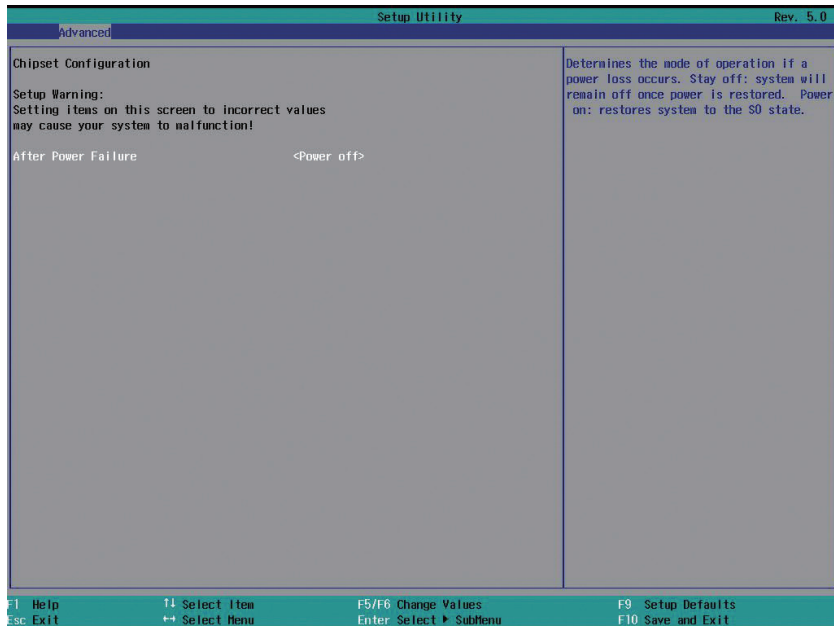 Setup Utility Rev. 5.0
Advanced
Chipset Configuration
Setup Warning:
Setting items on this screen to incorrect values
may cause your system to malfunction!
After Power Failure <Power off>
Determines the mode of operation if a
power loss occurs. Stay off: system will
remain off once power is restored. Power
on: restores system to the S0 state.
F1 Help ↑↓ Select Item F5/F6 Change Values F9 Setup Defaults
Esc Exit ↔ Select Menu Enter Select ▶ SubMenu F10 Save and Exit